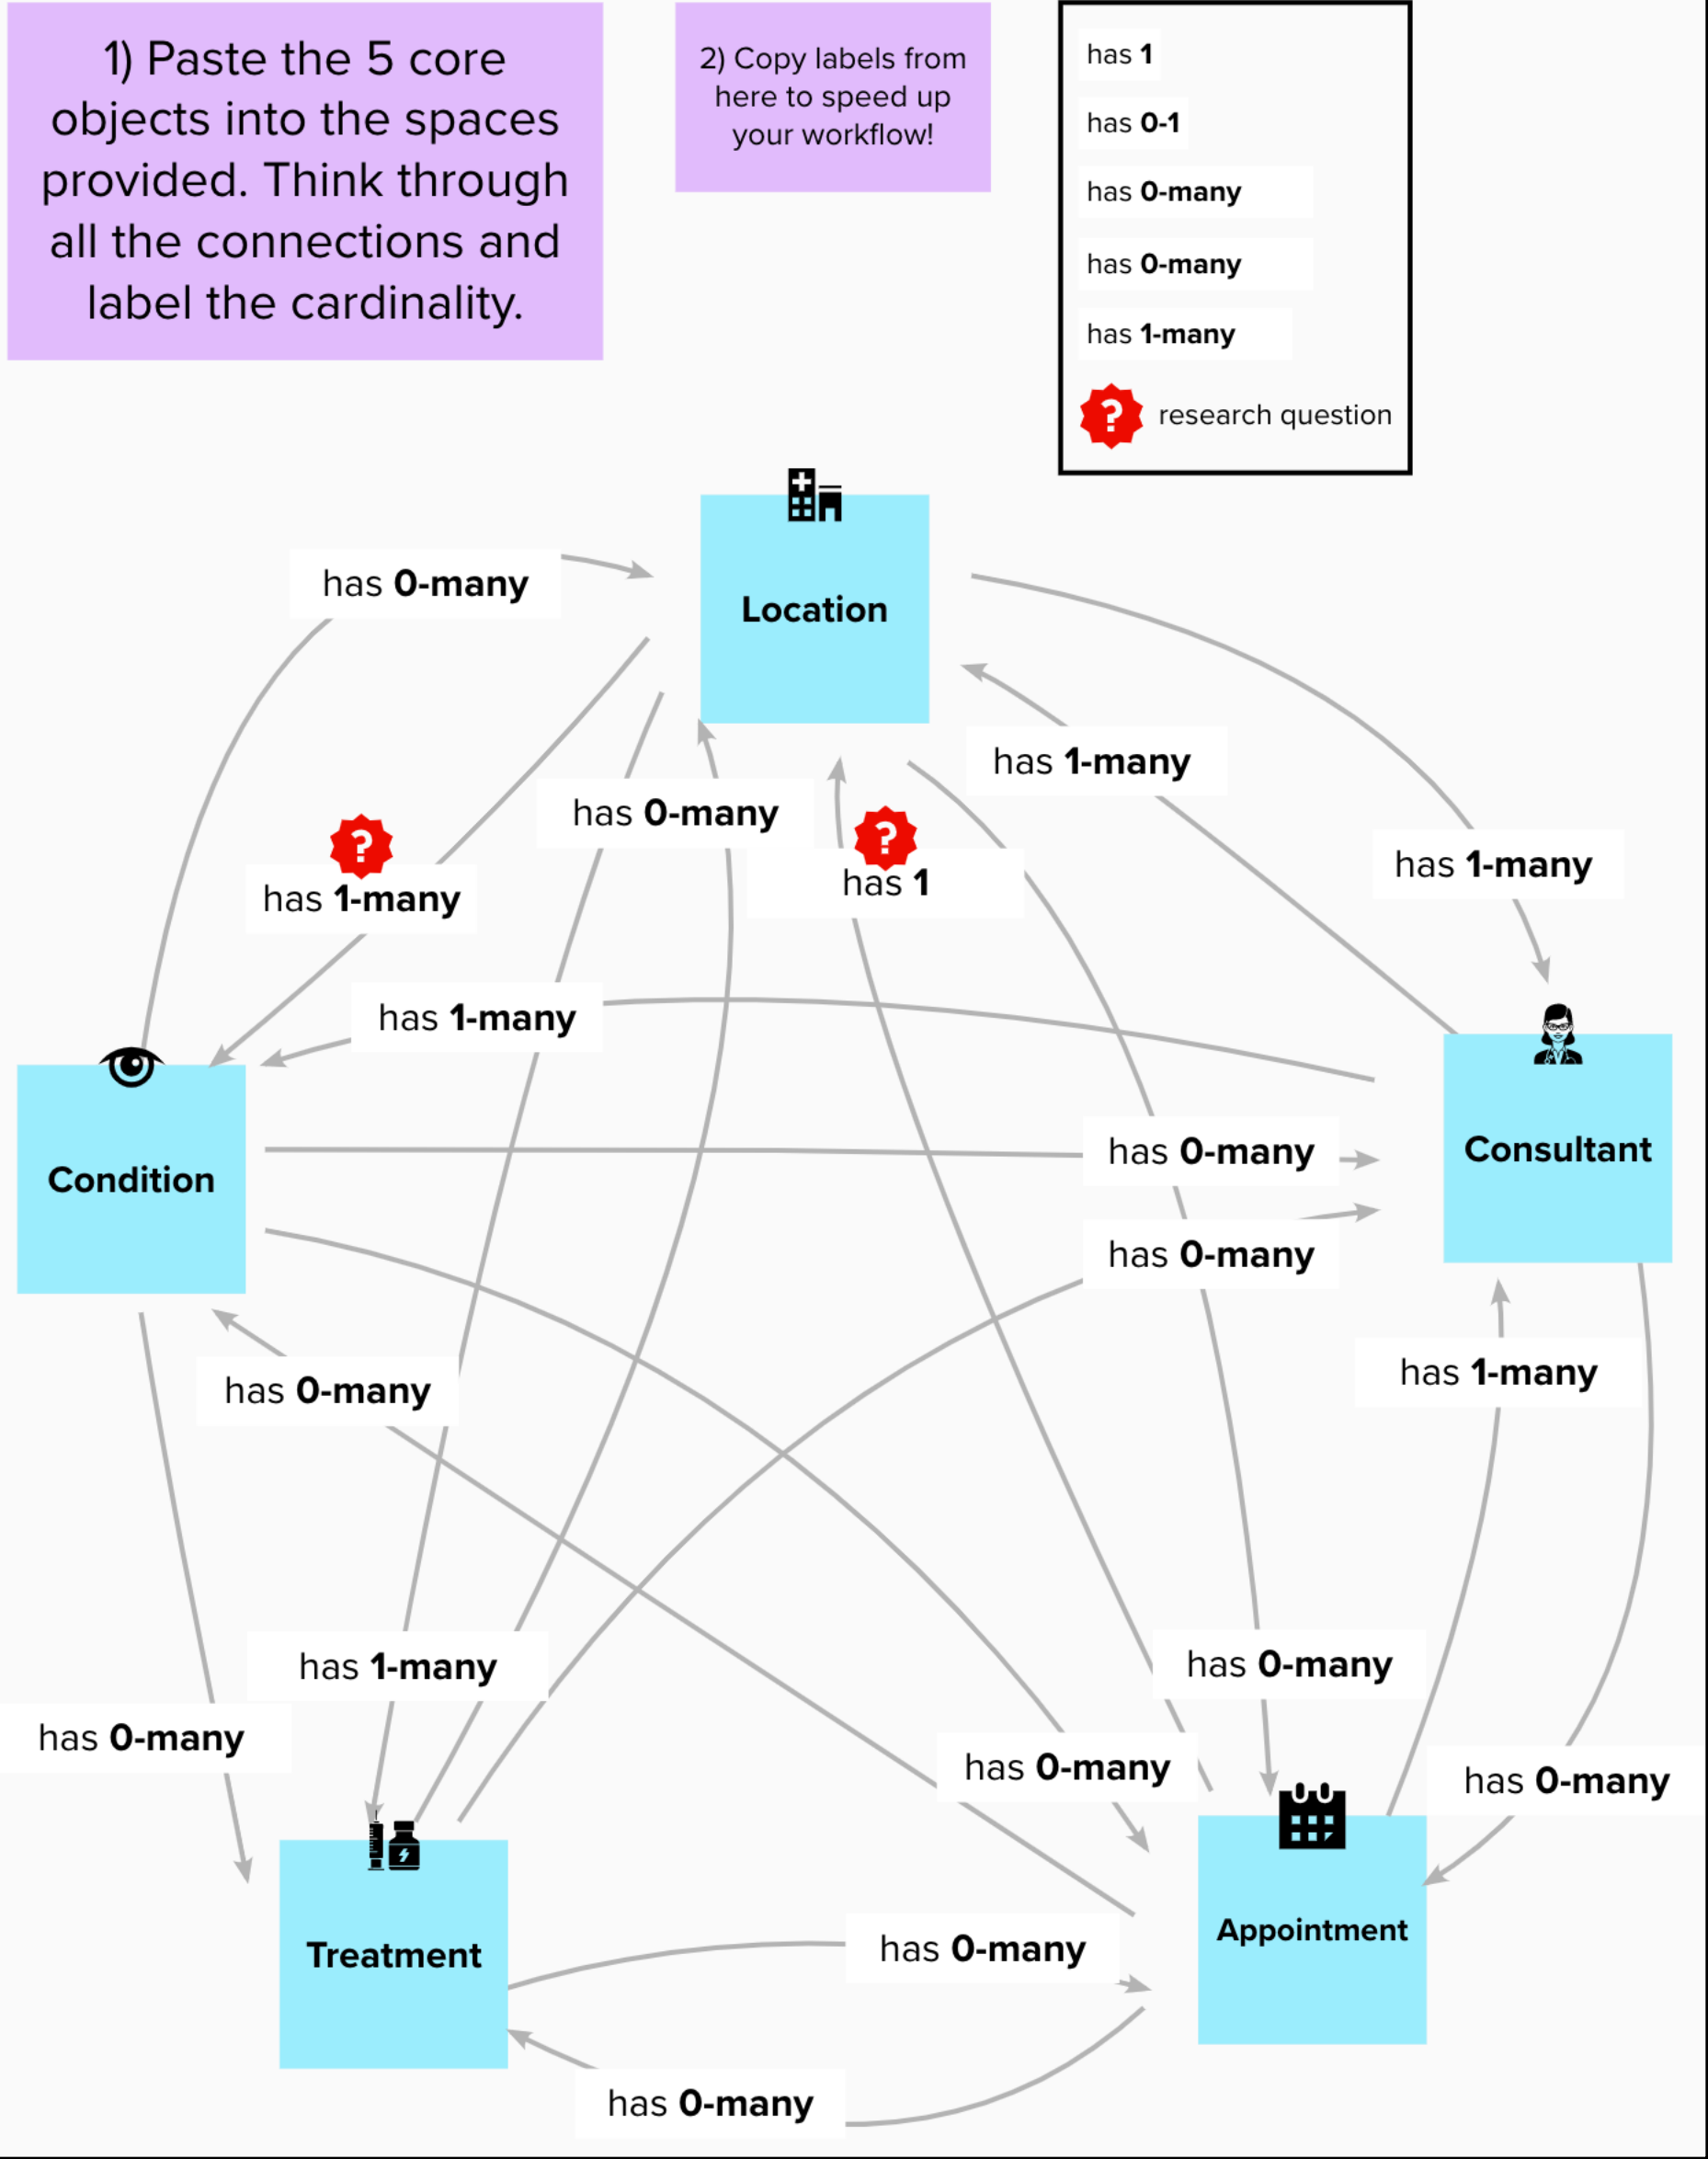 1) Paste the 5 core
objects into the spaces
provided. Think through
all the connections and
label the cardinality.
2) Copy labels from
here to speed up
your workflow!
has 1
has 0-1
has 0-many
has 0-many
has 1-many
? research question
Location
has 0-many
has 1-many
has 0-many
?
has 1
has 1-many
?
has 1-many
has 1-many
Condition
has 0-many
Consultant
has 0-many
has 1-many
has 0-many
has 1-many
has 0-many
has 0-many
has 0-many
has 0-many
Treatment
Appointment
has 0-many
has 0-many